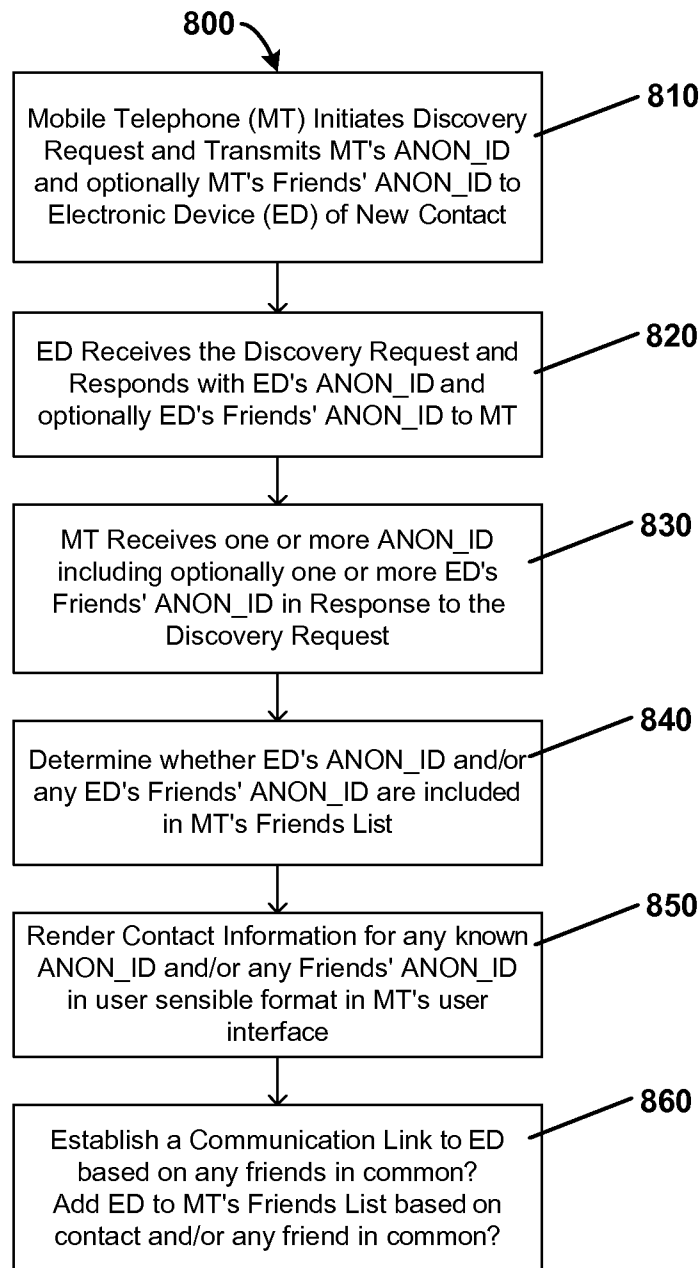 800
Mobile Telephone (MT) Initiates Discovery
Request and Transmits MT's ANON_ID
and optionally MT's Friends' ANON_ID to
Electronic Device (ED) of New Contact
810
ED Receives the Discovery Request and
Responds with ED's ANON_ID and
optionally ED's Friends' ANON_ID to MT
820
MT Receives one or more ANON_ID
including optionally one or more ED's
Friends' ANON_ID in Response to the
Discovery Request
830
Determine whether ED's ANON_ID and/or
any ED's Friends' ANON_ID are included
in MT's Friends List
840
Render Contact Information for any known
ANON_ID and/or any Friends' ANON_ID
in user sensible format in MT's user
interface
850
Establish a Communication Link to ED
based on any friends in common?
Add ED to MT's Friends List based on
contact and/or any friend in common?
860